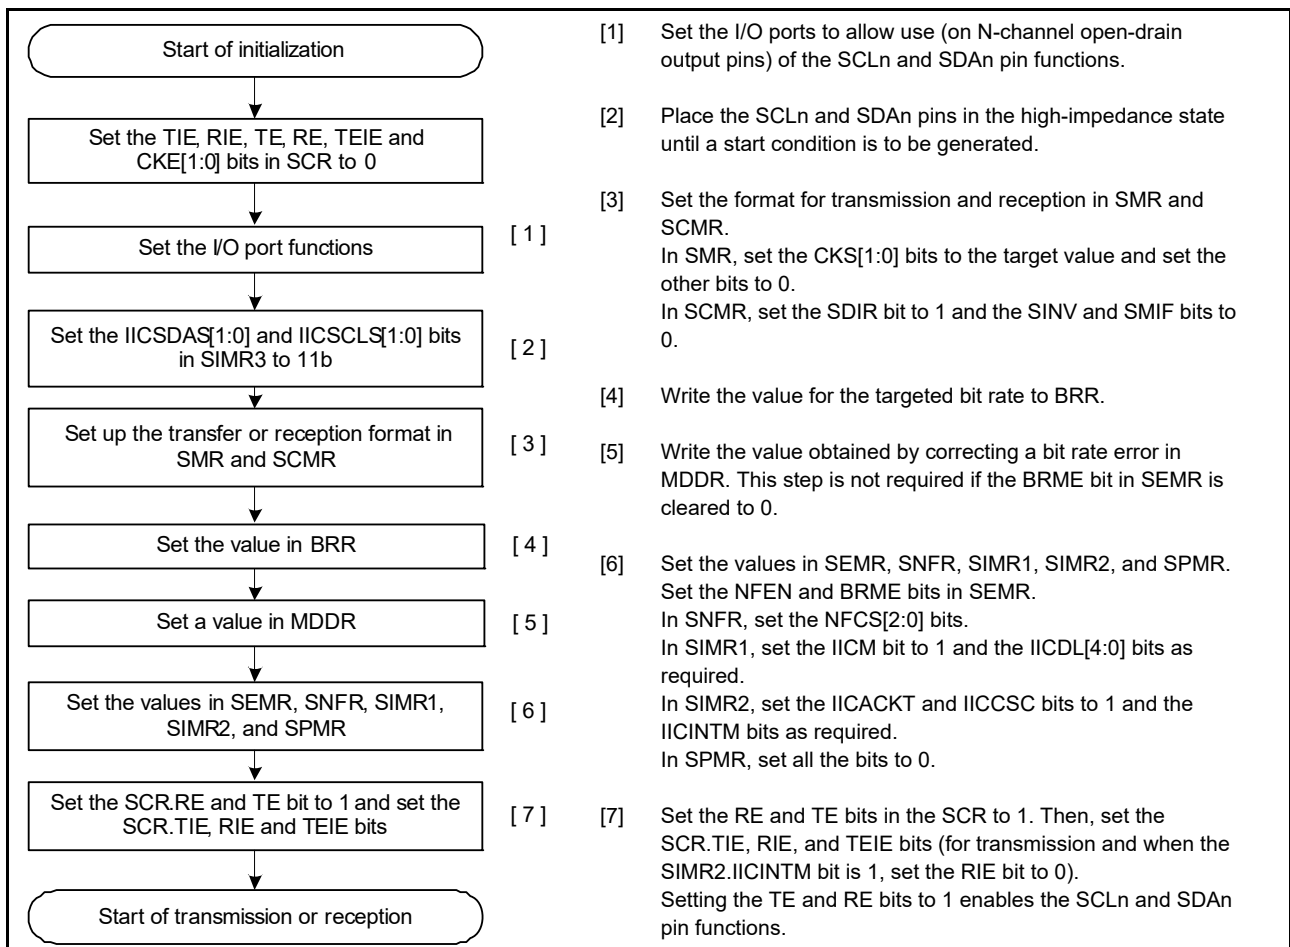 Start of initialization
Set the TIE, RIE, TE, RE, TEIE and
CKE[1:0] bits in SCR to 0
Set the I/O port functions
[ 1 ]
Set the IICSDAS[1:0] and IICSCLS[1:0] bits
in SIMR3 to 11b
[ 2 ]
Set up the transfer or reception format in
SMR and SCMR
[ 3 ]
Set the value in BRR
[ 4 ]
Set a value in MDDR
[ 5 ]
Set the values in SEMR, SNFR, SIMR1,
SIMR2, and SPMR
[ 6 ]
Set the SCR.RE and TE bit to 1 and set the
SCR.TIE, RIE and TEIE bits
[ 7 ]
Start of transmission or reception
[1] Set the I/O ports to allow use (on N-channel open-drain
output pins) of the SCLn and SDAn pin functions.
[2] Place the SCLn and SDAn pins in the high-impedance state
until a start condition is to be generated.
[3] Set the format for transmission and reception in SMR and
SCMR.
In SMR, set the CKS[1:0] bits to the target value and set the
other bits to 0.
In SCMR, set the SDIR bit to 1 and the SINV and SMIF bits to
0.
[4] Write the value for the targeted bit rate to BRR.
[5] Write the value obtained by correcting a bit rate error in
MDDR. This step is not required if the BRME bit in SEMR is
cleared to 0.
[6] Set the values in SEMR, SNFR, SIMR1, SIMR2, and SPMR.
Set the NFEN and BRME bits in SEMR.
In SNFR, set the NFCS[2:0] bits.
In SIMR1, set the IICM bit to 1 and the IICDL[4:0] bits as
required.
In SIMR2, set the IICACKT and IICCSC bits to 1 and the
IICINTM bits as required.
In SPMR, set all the bits to 0.
[7] Set the RE and TE bits in the SCR to 1. Then, set the
SCR.TIE, RIE, and TEIE bits (for transmission and when the
SIMR2.IICINTM bit is 1, set the RIE bit to 0).
Setting the TE and RE bits to 1 enables the SCLn and SDAn
pin functions.